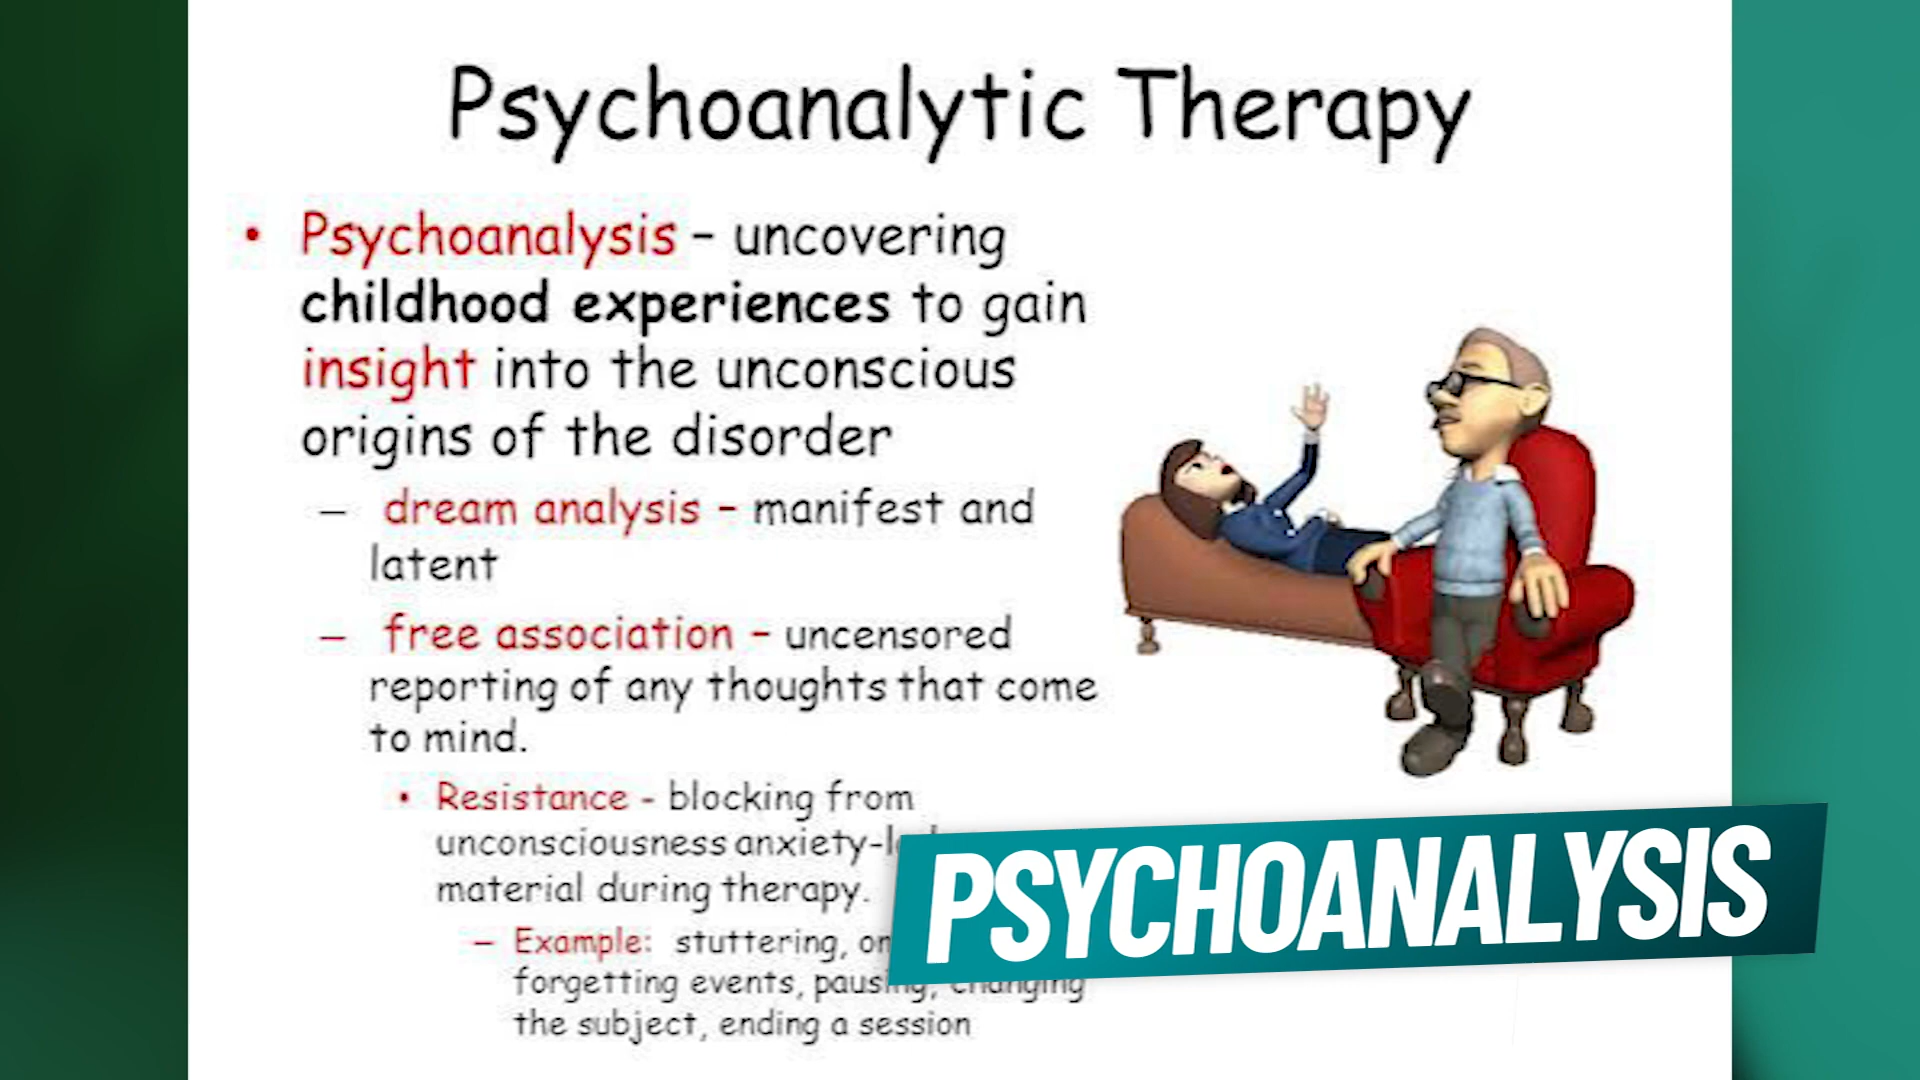 Psychoanalytic Therapy
• Psychoanalysis – uncovering
childhood experiences to gain
insight into the unconscious
origins of the disorder
– dream analysis – manifest and
latent
– free association – uncensored
reporting of any thoughts that come
to mind.
• Resistance - blocking from
unconsciousness
material during therapy.
– Example: stuttering,
forgetting events, pausing, changing
the subject, ending a session
PSYCHOANALYSIS